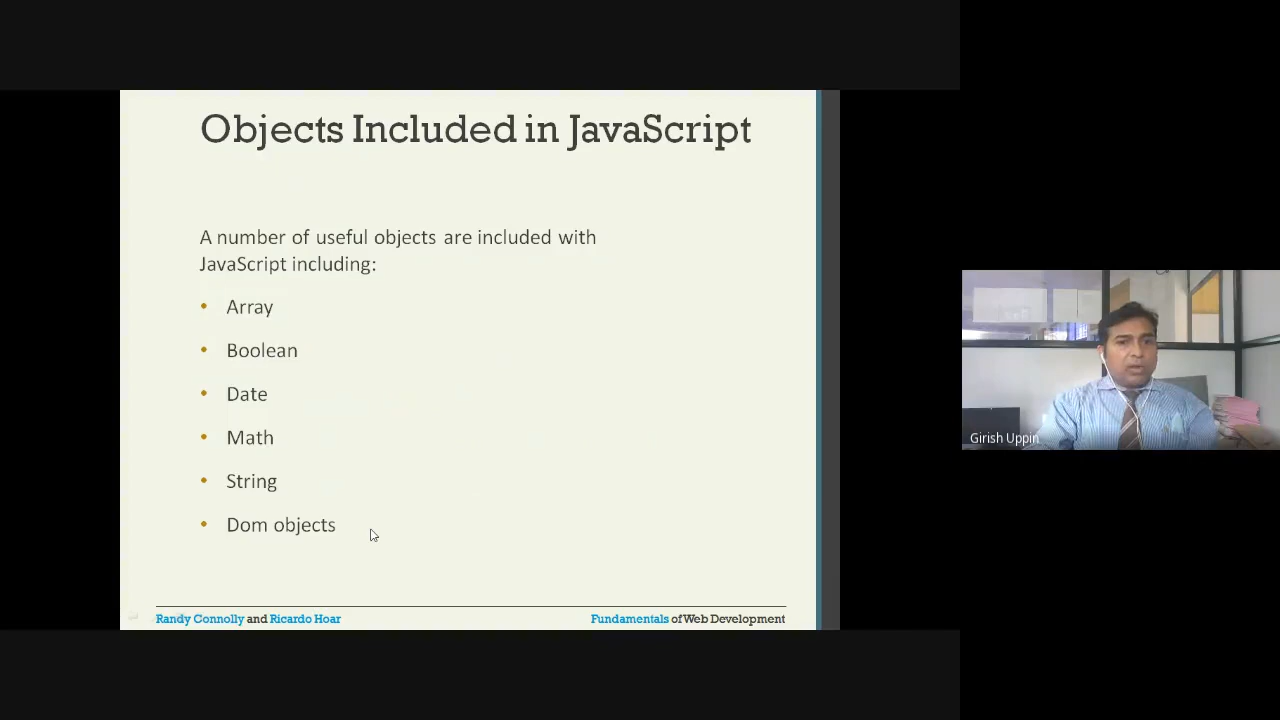 Objects Included in JavaScript
A number of useful objects are included with
JavaScript including:
• Array
• Boolean
• Date
• Math
• String
• Dom objects
Randy Connolly and Ricardo Hoar
Fundamentals of Web Development
Girish Uppin